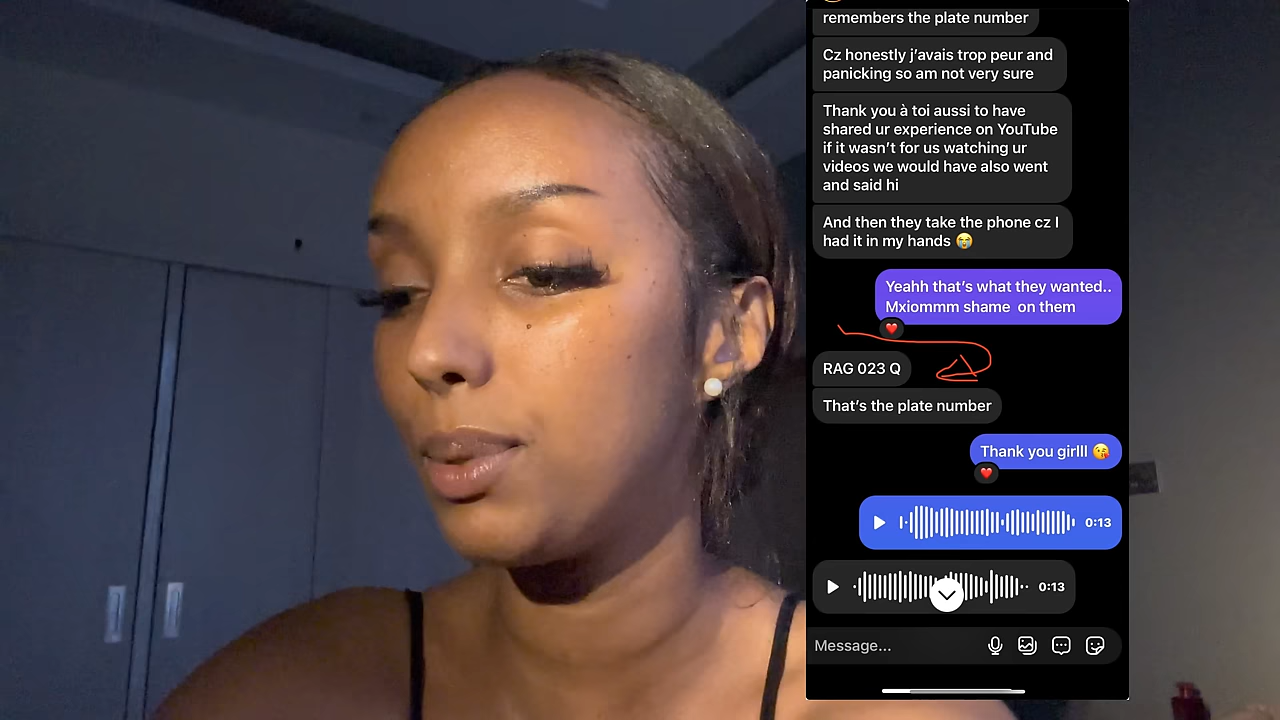 remembers the plate number
Cz honestly j’avais trop peur and
panicking so am not very sure
Thank you à toi aussi to have
shared ur experience on YouTube
if it wasn’t for us watching ur
videos we would have also went
and said hi
And then they take the phone cz I
had it in my hands 😭
Yeahh that’s what they wanted..
Mxiommm shame on them
❤️
RAG 023 Q
That’s the plate number
Thank you girlll 😘
❤️
0:13
0:13
Message...